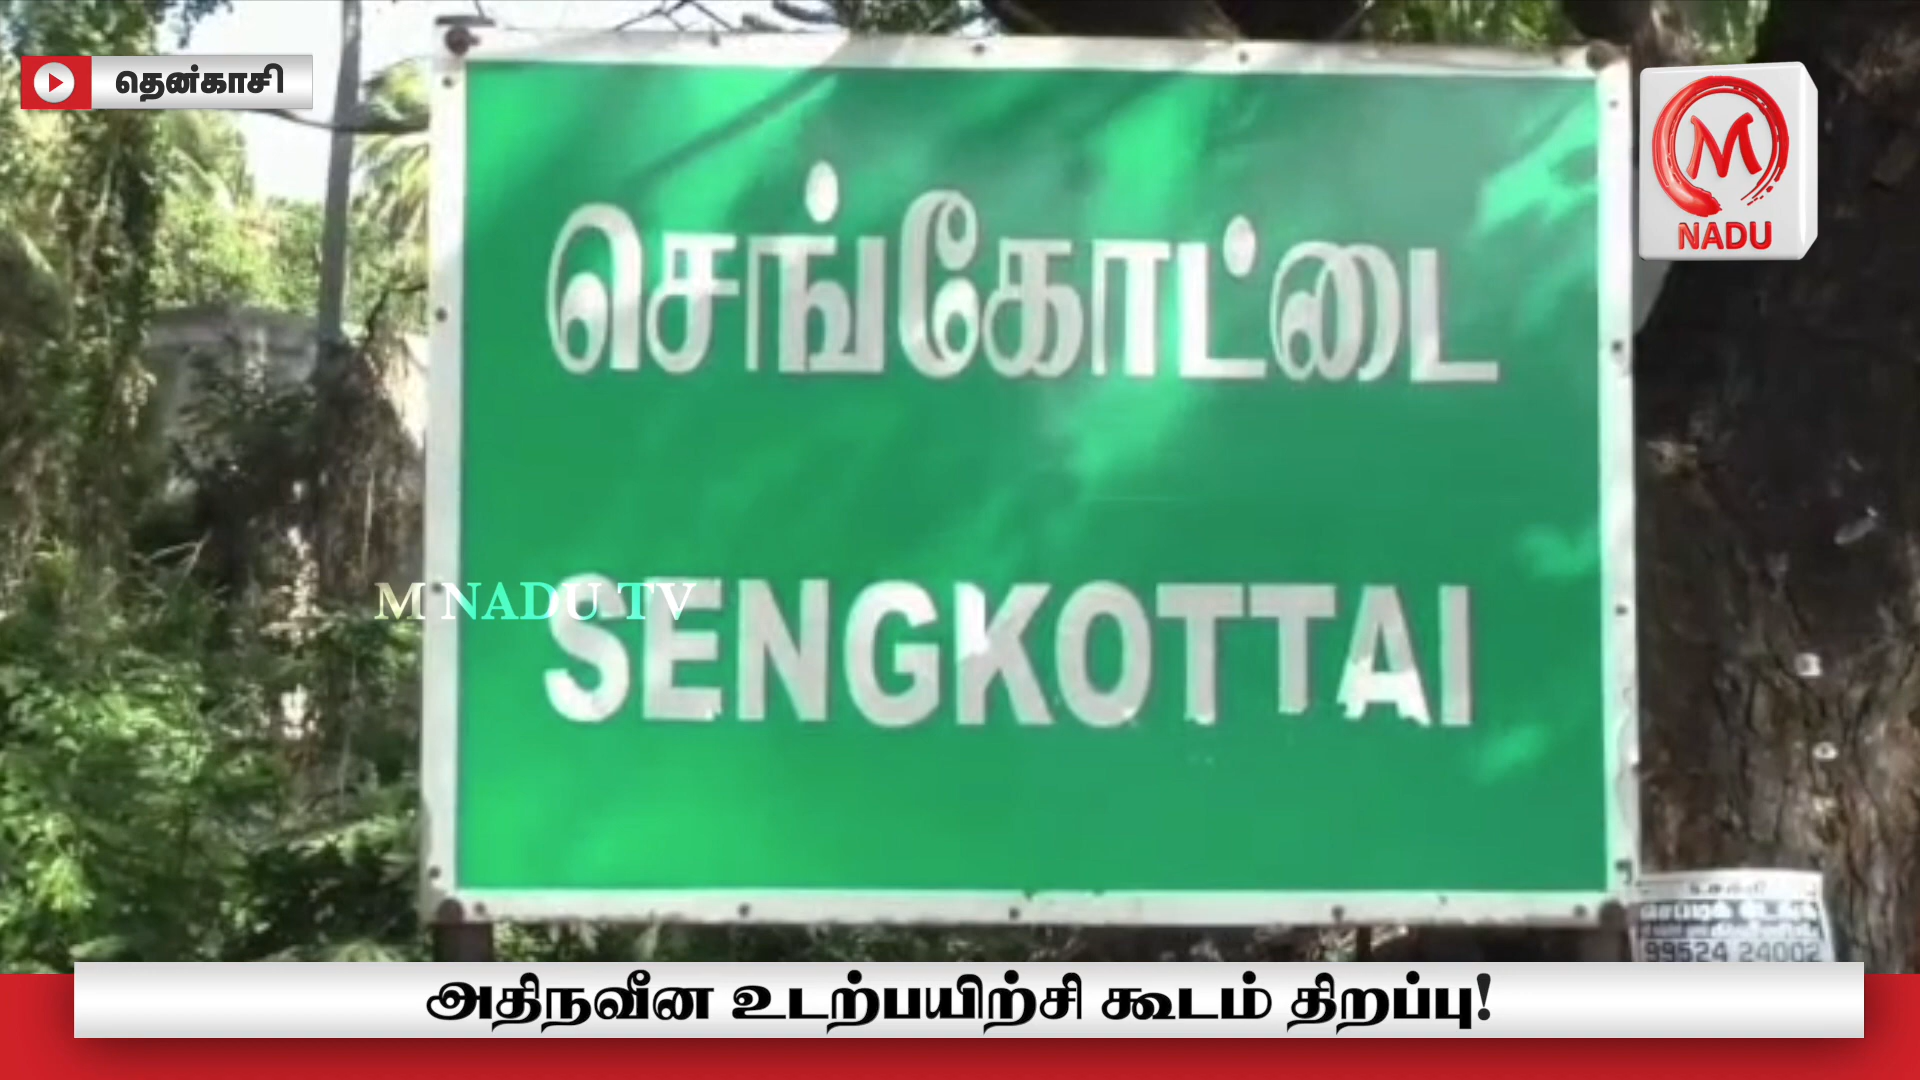 தென்காசி
M
NADU
செங்கோட்டை
M NADU TV
SENGKOTTAI
99524 24002
அதிநவீன உடற்பயிற்சி கூடம் திறப்பு!